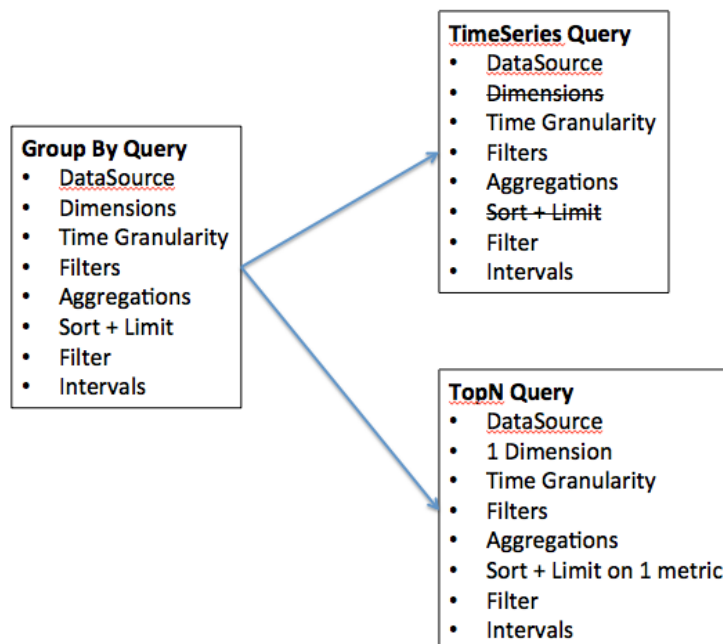 Group By Query
• DataSource
• Dimensions
• Time Granularity
• Filters
• Aggregations
• Sort + Limit
• Filter
• Intervals
TimeSeries Query
• DataSource
• Dimensions
• Time Granularity
• Filters
• Aggregations
• Sort + Limit
• Filter
• Intervals
TopN Query
• DataSource
• 1 Dimension
• Time Granularity
• Filters
• Aggregations
• Sort + Limit on 1 metric
• Filter
• Intervals